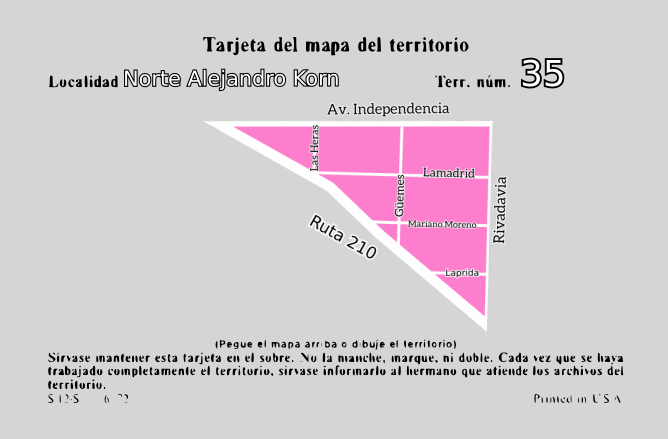 Tarjeta del mapa del territorio
Localidad Norte Alejandro Korn Terr. núm. 35
Av. Independencia
Las Heras
Lamadrid
Güemes
Rivadavia
Mariano Moreno
Ruta 210
Laprida
(Pegue el mapa arriba o dibuje el territorio)
Sírvase mantener esta tarjeta en el sobre. No la manche, marque, ni doble. Cada vez que se haya
trabajado completamente el territorio, sírvase informarlo al hermano que atiende los archivos del
territorio.
S-12-S 6-72 Printed in U.S.A.